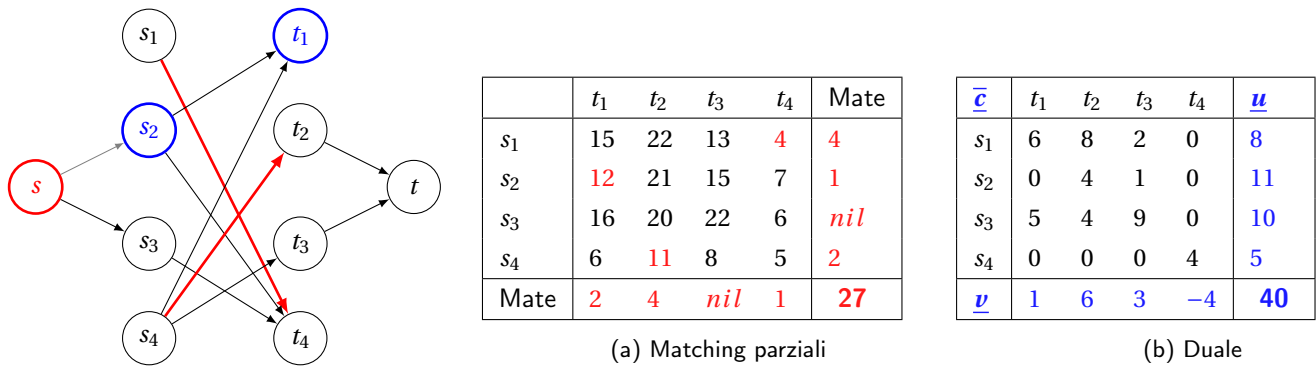 s1 t1
s2 t2
s t
s3 t3
s4 t4
t1 t2 t3 t4 Mate
s1 15 22 13 4 4
s2 12 21 15 7 1
s3 16 20 22 6 nil
s4 6 11 8 5 2
Mate 2 4 nil 1 27
(a) Matching parziali
c̅ t1 t2 t3 t4 u
s1 6 8 2 0 8
s2 0 4 1 0 11
s3 5 4 9 0 10
s4 0 0 0 4 5
v 1 6 3 −4 40
(b) Duale